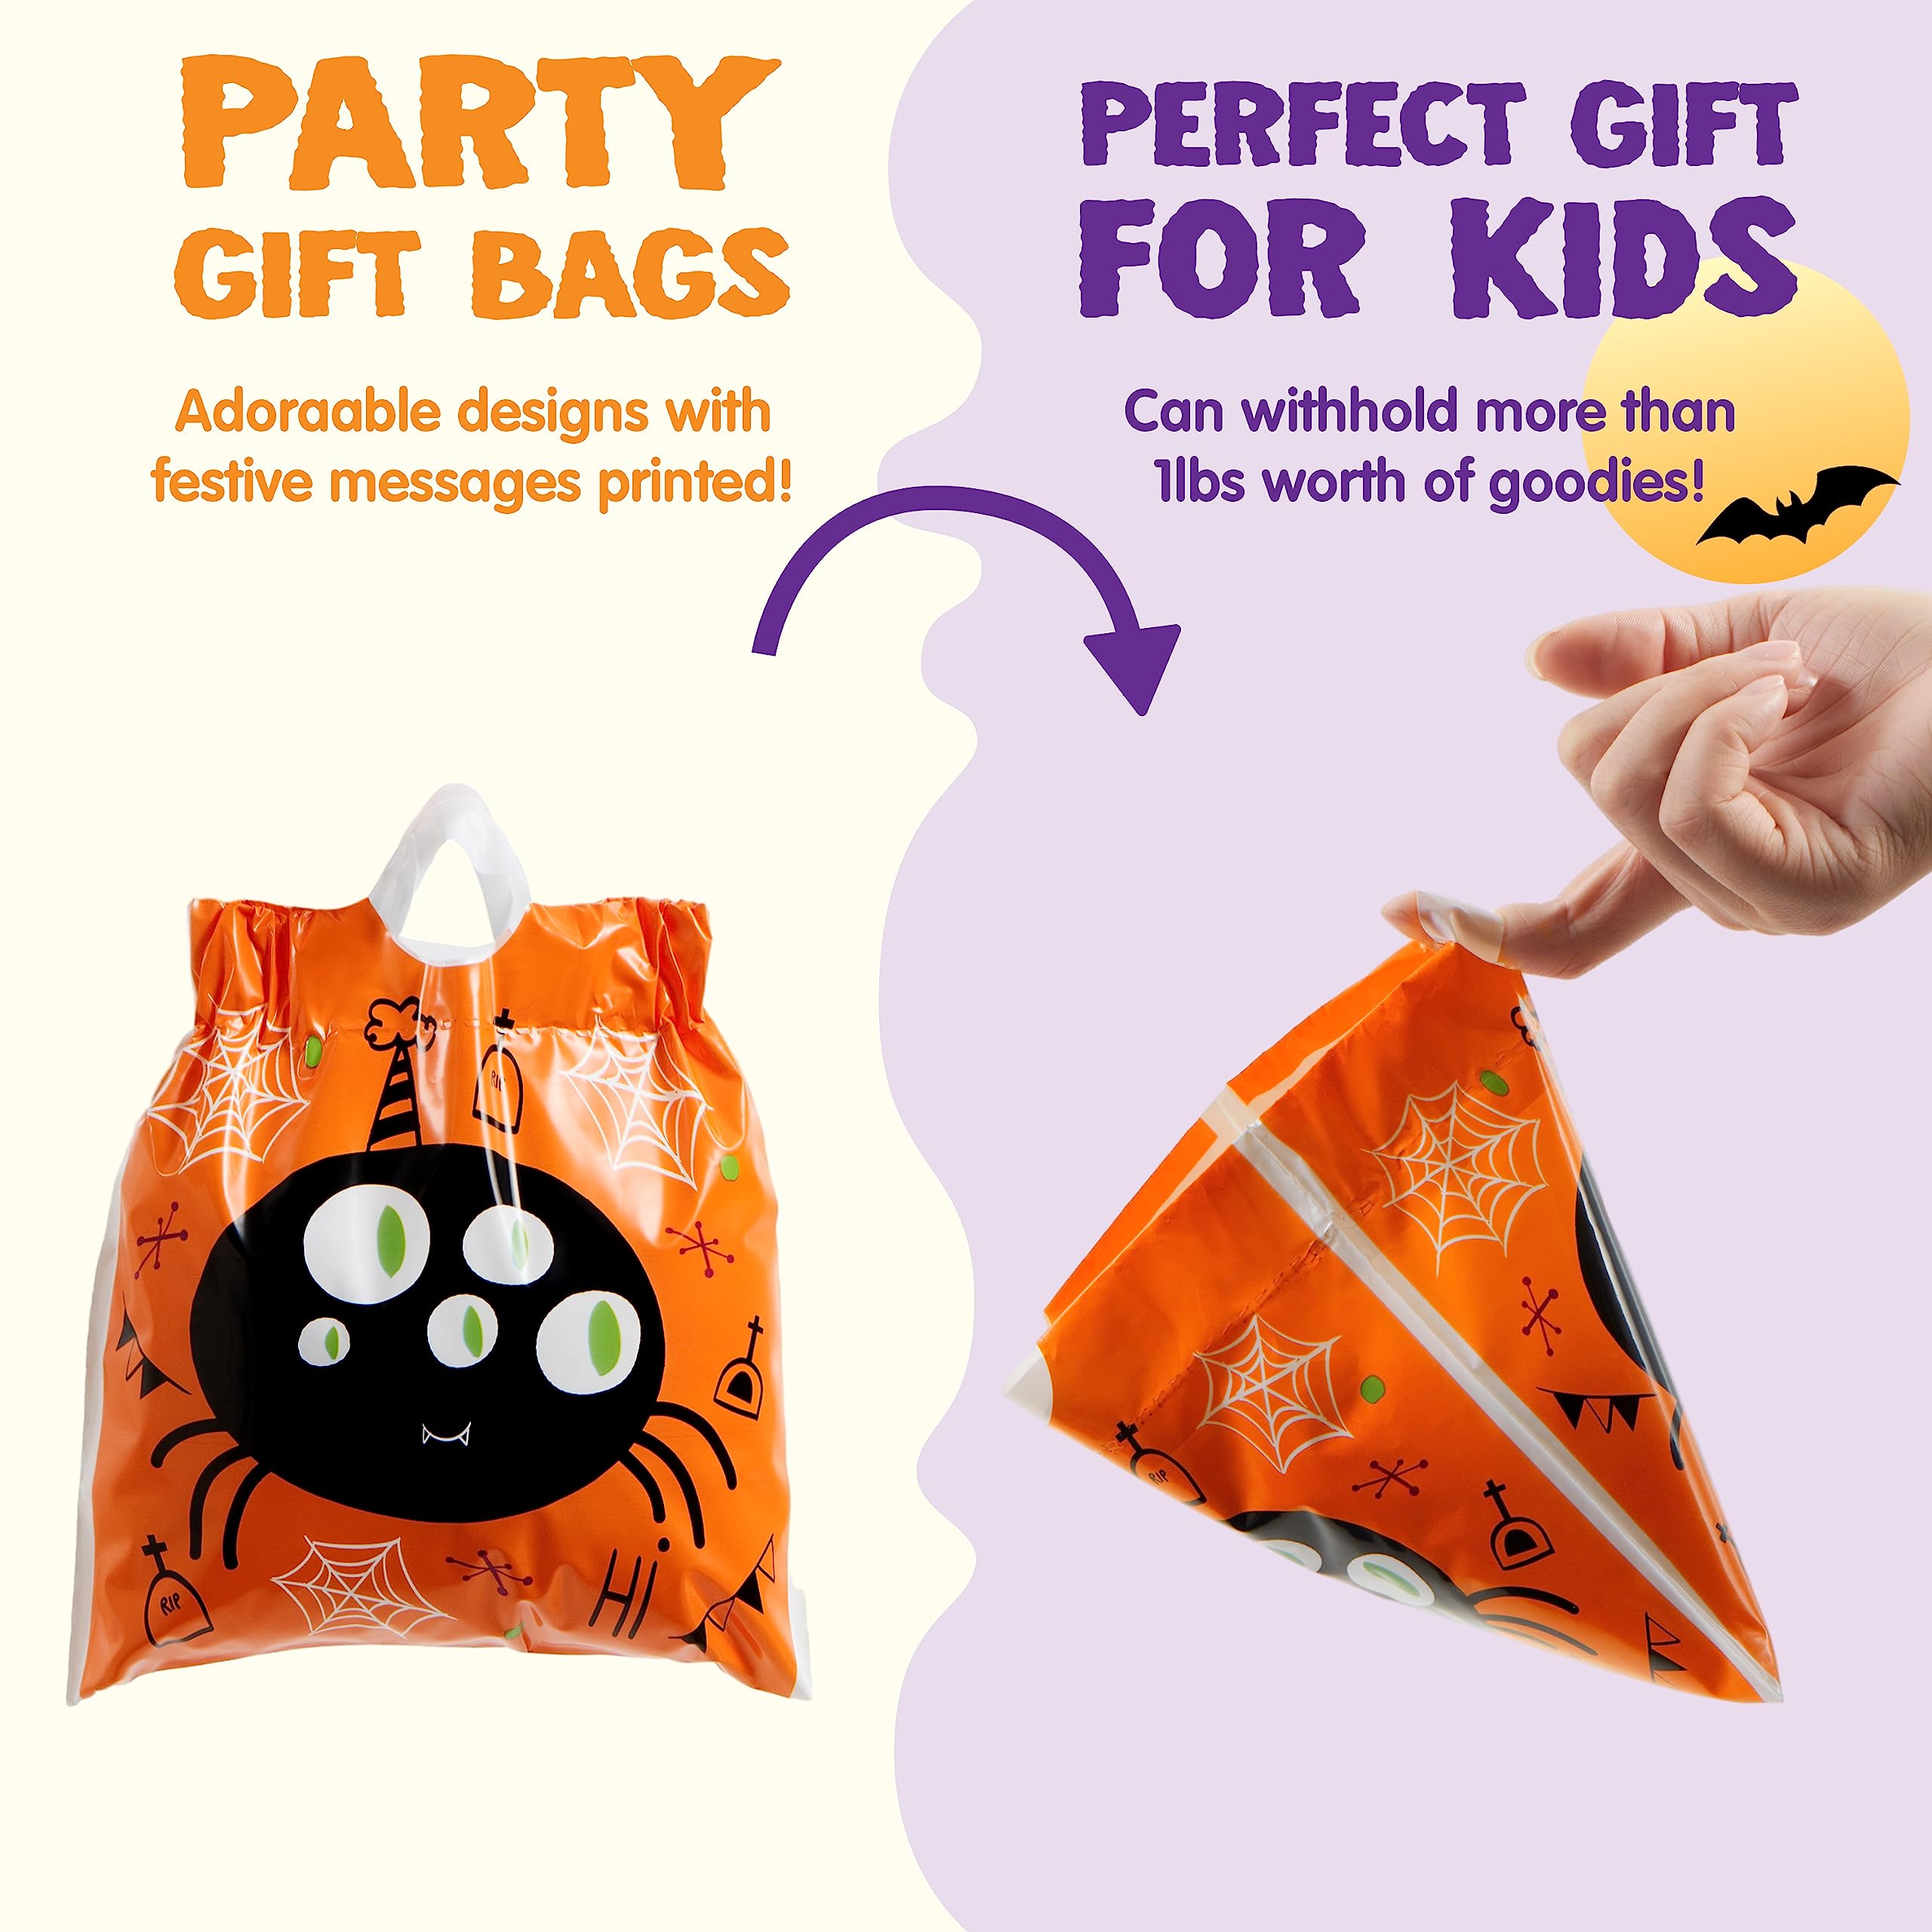 PARTY
GIFT BAGS
Adoraable designs with
festive messages printed!
PERFECT GIFT
FOR KIDS
Can withhold more than
1lbs worth of goodies!
RIP
RIP
Hi
RIP